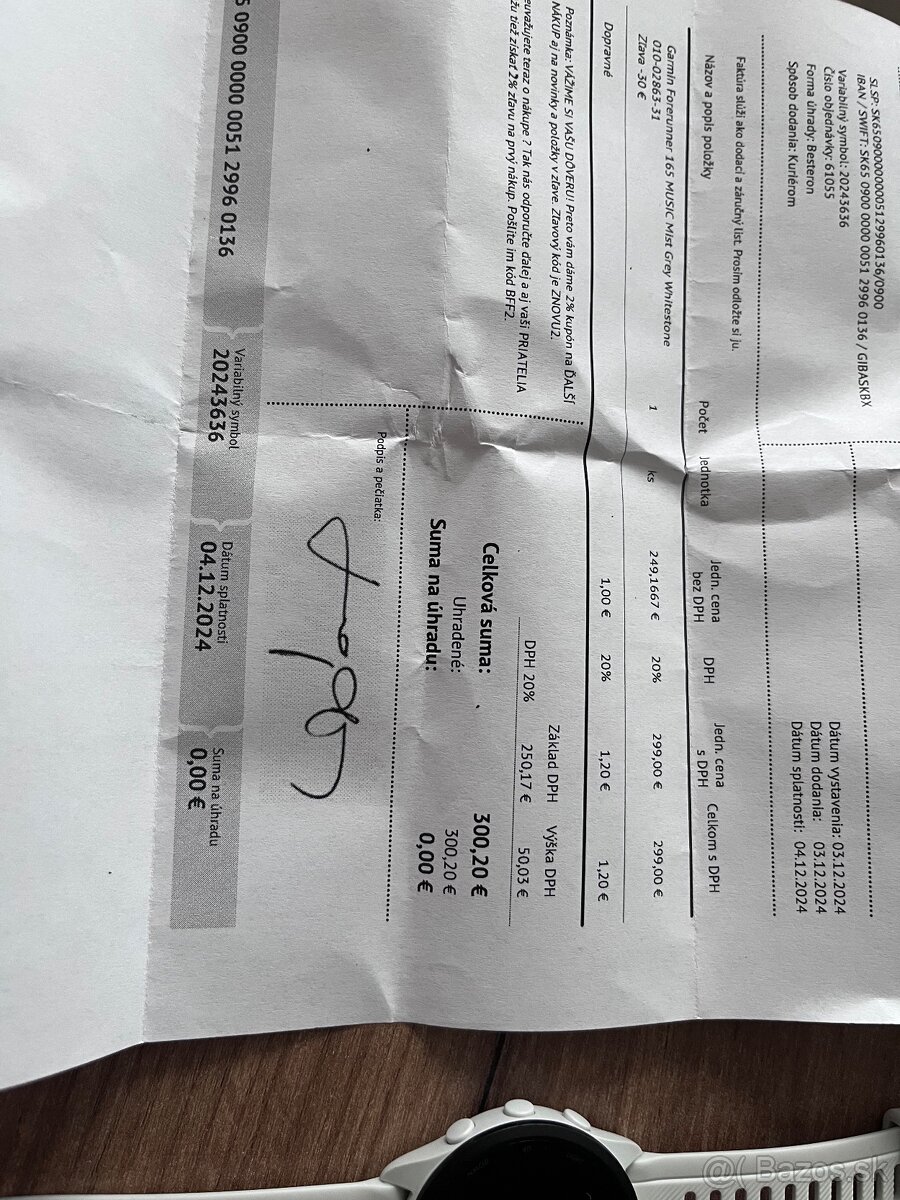 SLSP: SK6509000000005129960136/0900
IBAN / SWIFT: SK65 0900 0000 0051 2996 0136 / GIBASKBX
Variabilný symbol: 20243636
Číslo objednávky: 61055
Forma úhrady: Besteron
Spôsob dodania: Kuriérom
Dátum vystavenia: 03.12.2024
Dátum dodania: 03.12.2024
Dátum splatnosti: 04.12.2024
Faktúra slúži ako dodací a záručný list. Prosím odložte si ju.
Názov a popis položky Počet Jednotka Jedn. cena bez DPH DPH Jedn. cena s DPH Celkom s DPH
Garmin Forerunner 165 MUSIC Mist Grey Whitestone 1 ks 249,1667 € 20% 299,00 € 299,00 €
010-02863-31
Zľava -30 €
Dopravné 1,00 € 20% 1,20 € 1,20 €
Poznámka: VÁŽIME SI VAŠU DÔVERU! Preto vám dáme 2% kupón na ĎALŠÍ
NÁKUP aj na novinky a položky v zľave. Zľavový kód je ZNOVU2.
euvažujete teraz o nákupe ? Tak nás odporučte ďalej a aj vaši PRIATELIA
žu tiež získať 2% zľavu na prvý nákup. Pošlite im kód BFF2.
Základ DPH Výška DPH
DPH 20% 250,17 € 50,03 €
Celková suma: 300,20 €
Uhradené: 300,20 €
Suma na úhradu: 0,00 €
Podpis a pečiatka:
Variabilný symbol Dátum splatnosti Suma na úhradu
5 0900 0000 0051 2996 0136 20243636 04.12.2024 0,00 €
@( Bazos.sk